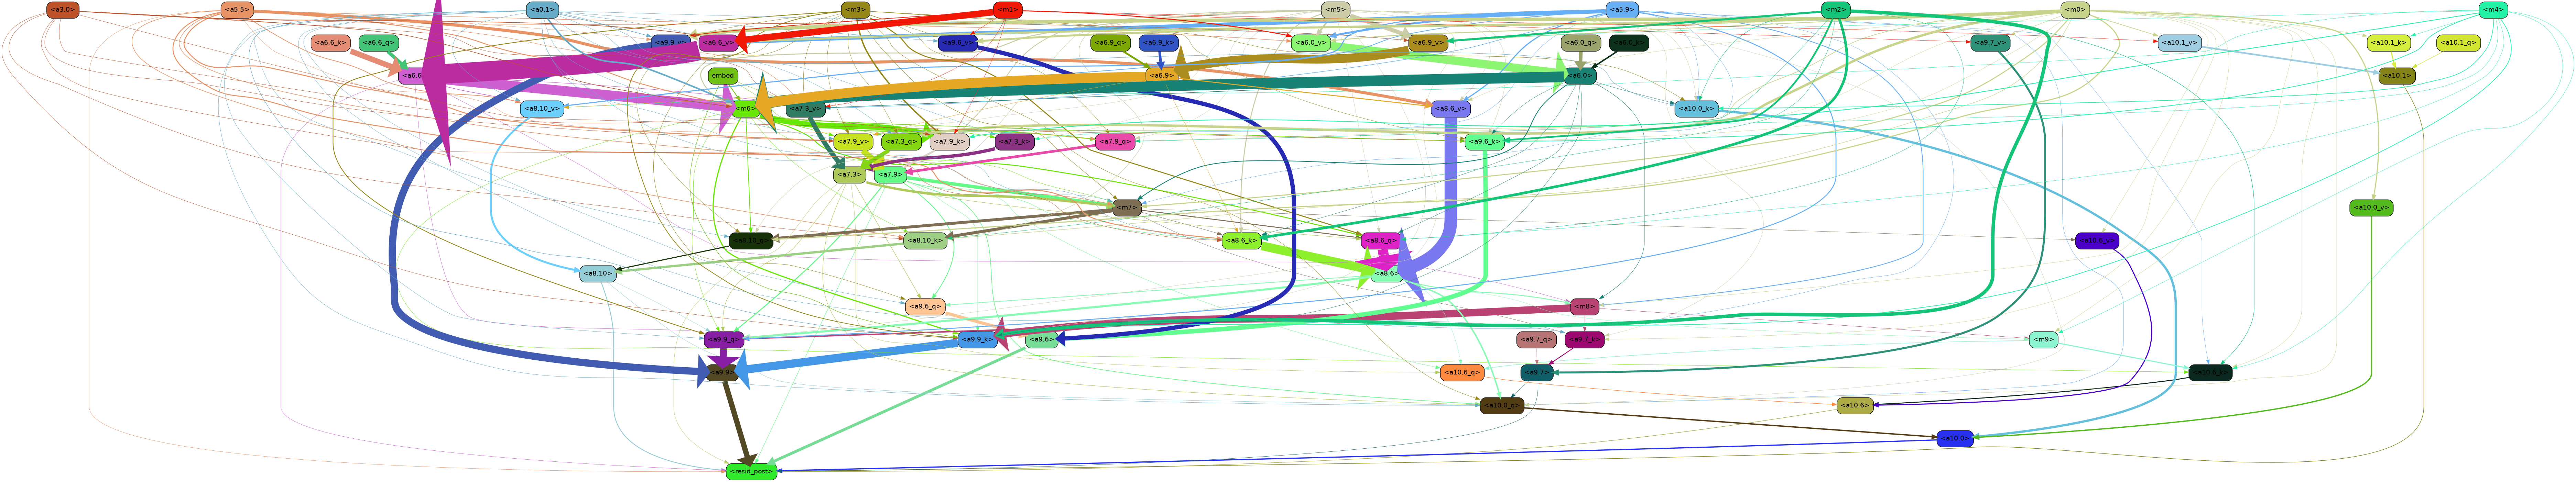 <a3.0> <a5.5> <a0.1> <m3> <m1> <m5> <a5.9> <m2> <m0> <m4>
<a6.6_k> <a6.6_q> <a9.9_v> <a6.6_v> <a9.6_v> <a6.9_q> <a6.9_k> <a6.0_v> <a6.9_v> <a6.0_q> <a6.0_k> <a9.7_v> <a10.1_v> <a10.1_k> <a10.1_q>
<a6.6 embed <a6.9> <a6.0> <a10.1>
<a8.10_v> <m6> <a7.3_v> <a8.6_v> <a10.0_k>
<a7.9_v> <a7.3_q> <a7.9_k> <a7.3_k> <a7.9_q> <a9.6_k>
<a7.3> <a7.9>
<m7> <a10.0_v>
<a8.10_q> <a8.10_k> <a8.6_k> <a8.6_q> <a10.6_v>
<a8.10> <a8.6>
<a9.6_q> <m8>
<a9.9_q> <a9.9_k> <a9.6> <a9.7_q> <a9.7_k> <m9>
<a9.9> <a10.6_q> <a9.7> <a10.6_k>
<a10.0_q> <a10.6>
<a10.0>
<resid_post>